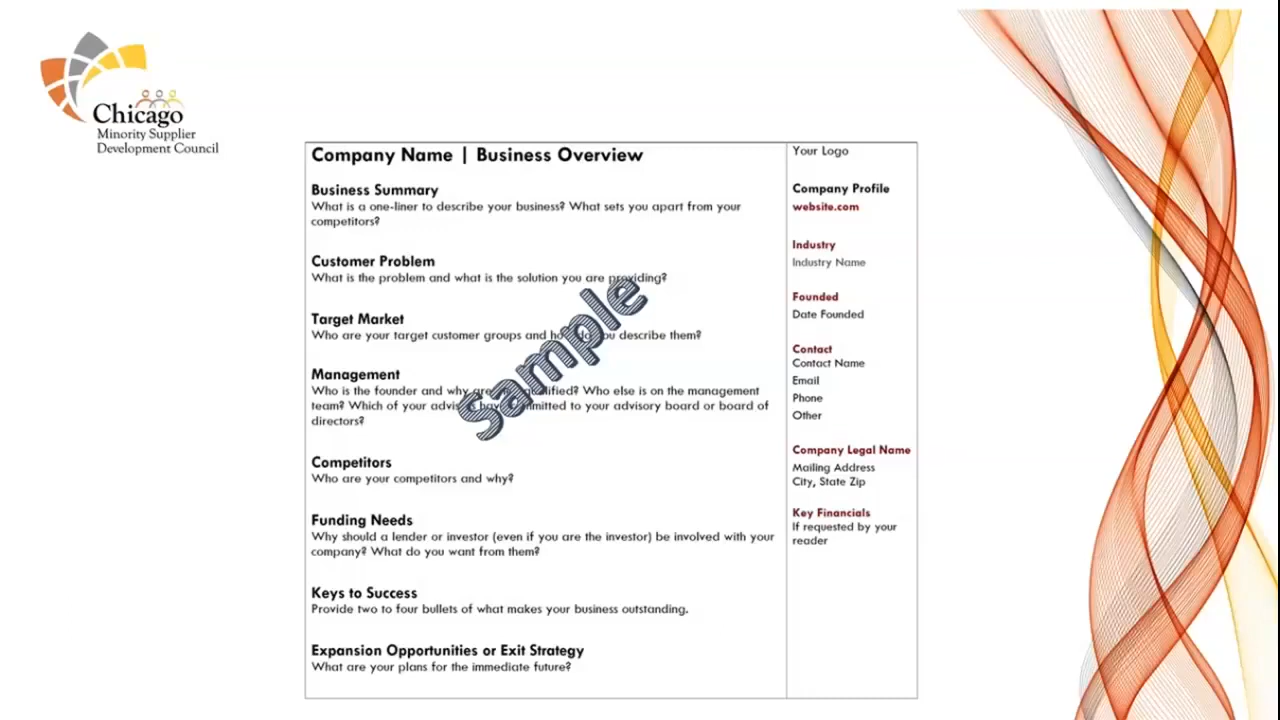 Chicago
Minority Supplier
Development Council
Company Name | Business Overview
Business Summary
What is a one-liner to describe your business? What sets you apart from your
competitors?
Customer Problem
What is the problem and what is the solution you are providing?
Target Market
Who are your target customer groups and how do you describe them?
Management
Who is the founder and why are qualified? Who else is on the management
team? Which of your advisors have committed to your advisory board or board of
directors?
Competitors
Who are your competitors and why?
Funding Needs
Why should a lender or investor (even if you are the investor) be involved with your
company? What do you want from them?
Keys to Success
Provide two to four bullets of what makes your business outstanding.
Expansion Opportunities or Exit Strategy
What are your plans for the immediate future?
Sample
Your Logo
Company Profile
website.com
Industry
Industry Name
Founded
Date Founded
Contact
Contact Name
Email
Phone
Other
Company Legal Name
Mailing Address
City, State Zip
Key Financials
If requested by your
reader